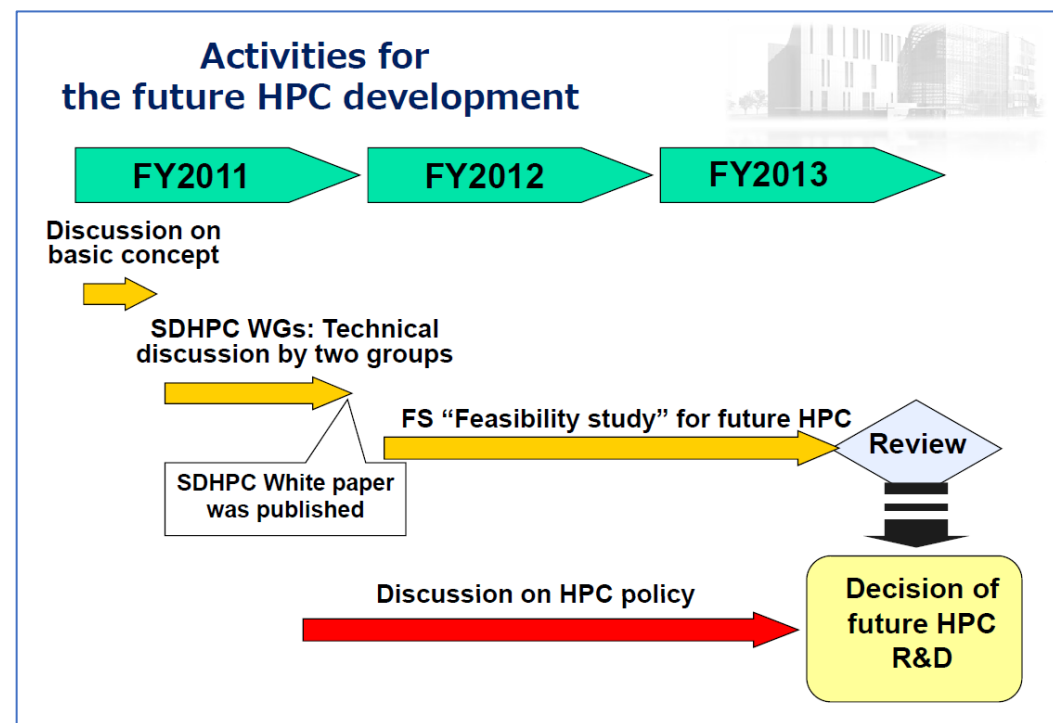 Activities for
the future HPC development
FY2011
FY2012
FY2013
Discussion on
basic concept
SDHPC WGs: Technical
discussion by two groups
FS “Feasibility study” for future HPC
Review
SDHPC White paper
was published
Discussion on HPC policy
Decision of
future HPC
R&D